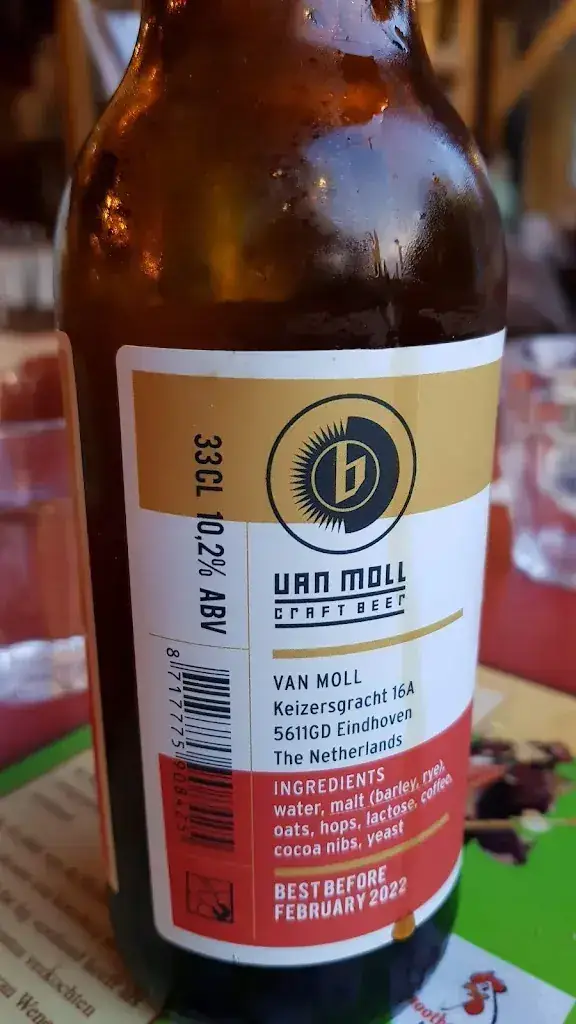 33CL 10,2% ABV
b
VAN MOLL
CRAFT BEER
VAN MOLL
Keizersgracht 16A
5611GD Eindhoven
The Netherlands
INGREDIENTS
water, malt (barley, rye),
oats, hops, lactose, coffee,
cocoa nibs, yeast
BEST BEFORE
FEBRUARY 2022
verkochten